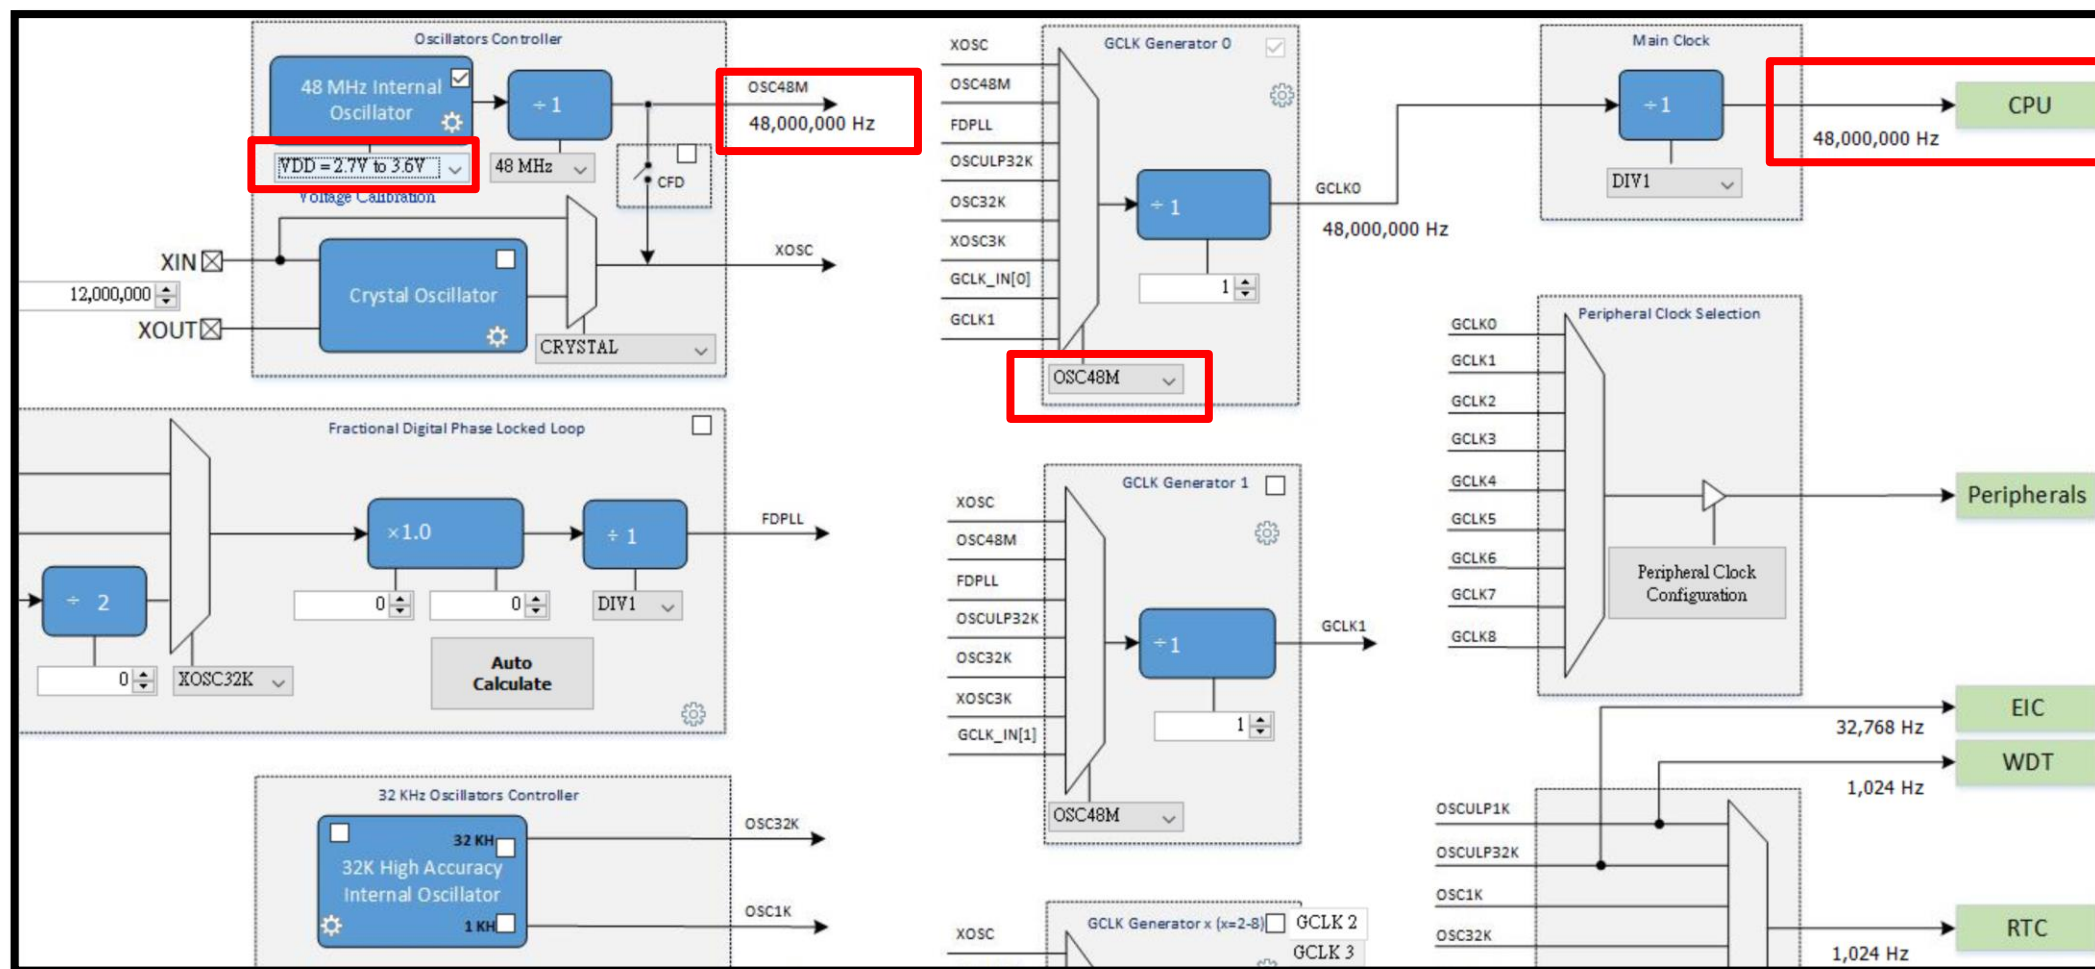 Oscillators Controller
48 MHz Internal
Oscillator
÷ 1
VDD = 2.7V to 3.6V
48 MHz
Voltage Calibration
OSC48M
48,000,000 Hz
CFD
XIN
12,000,000
XOUT
Crystal Oscillator
CRYSTAL
XOSC
Fractional Digital Phase Locked Loop
×1.0
÷ 1
0
0
DIV1
FDPLL
÷ 2
0
XOSC32K
Auto
Calculate
32 KHz Oscillators Controller
32 KH
32K High Accuracy
Internal Oscillator
1 KH
OSC32K
OSC1K
GCLK Generator 0
XOSC
OSC48M
FDPLL
OSCULP32K
OSC32K
XOSC3K
GCLK_IN[0]
GCLK1
÷ 1
1
OSC48M
GCLK0
48,000,000 Hz
GCLK Generator 1
XOSC
OSC48M
FDPLL
OSCULP32K
OSC32K
XOSC3K
GCLK_IN[1]
÷ 1
1
OSC48M
GCLK1
GCLK Generator x (x=2-8)
GCLK 2
GCLK 3
XOSC
Main Clock
÷ 1
DIV1
48,000,000 Hz
CPU
Peripheral Clock Selection
GCLK0
GCLK1
GCLK2
GCLK3
GCLK4
GCLK5
GCLK6
GCLK7
GCLK8
Peripheral Clock
Configuration
Peripherals
EIC
32,768 Hz
WDT
1,024 Hz
OSCULP1K
OSCULP32K
OSC1K
OSC32K
RTC
1,024 Hz